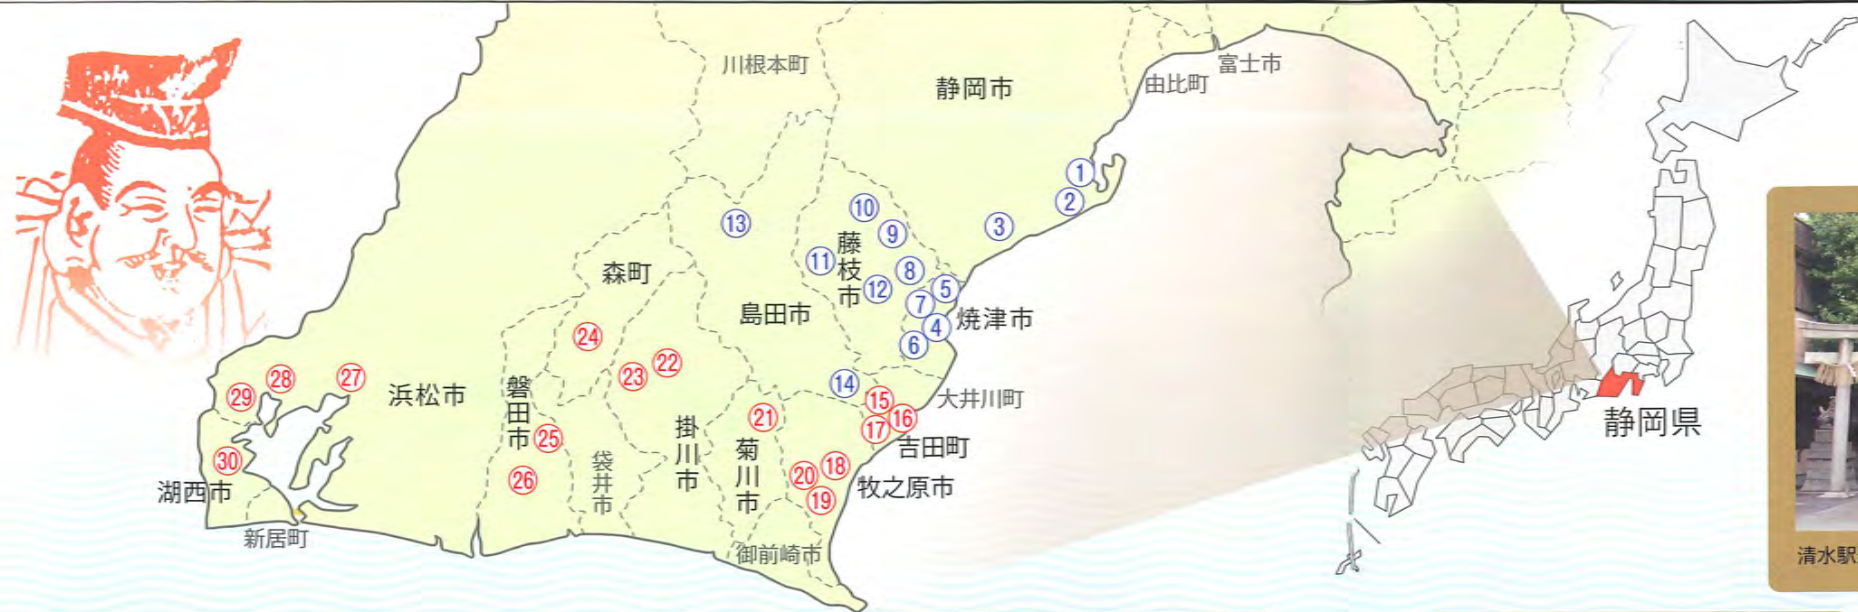 川根本町
静岡市
由比町
富士市
①
②
③
⑬
⑩
⑨
⑪
藤枝市
⑧
⑫
⑤
⑦
④
⑥
森町
島田市
焼津市
㉔
㉓
㉒
⑭
⑮
⑯
⑰
大井川町
吉田町
㉙
㉘
㉗
浜松市
磐田市
㉕
㉖
袋井市
掛川市
㉑
菊川市
⑳
⑱
⑲
牧之原市
㉚
湖西市
新居町
御前崎市
静岡県
清水駅